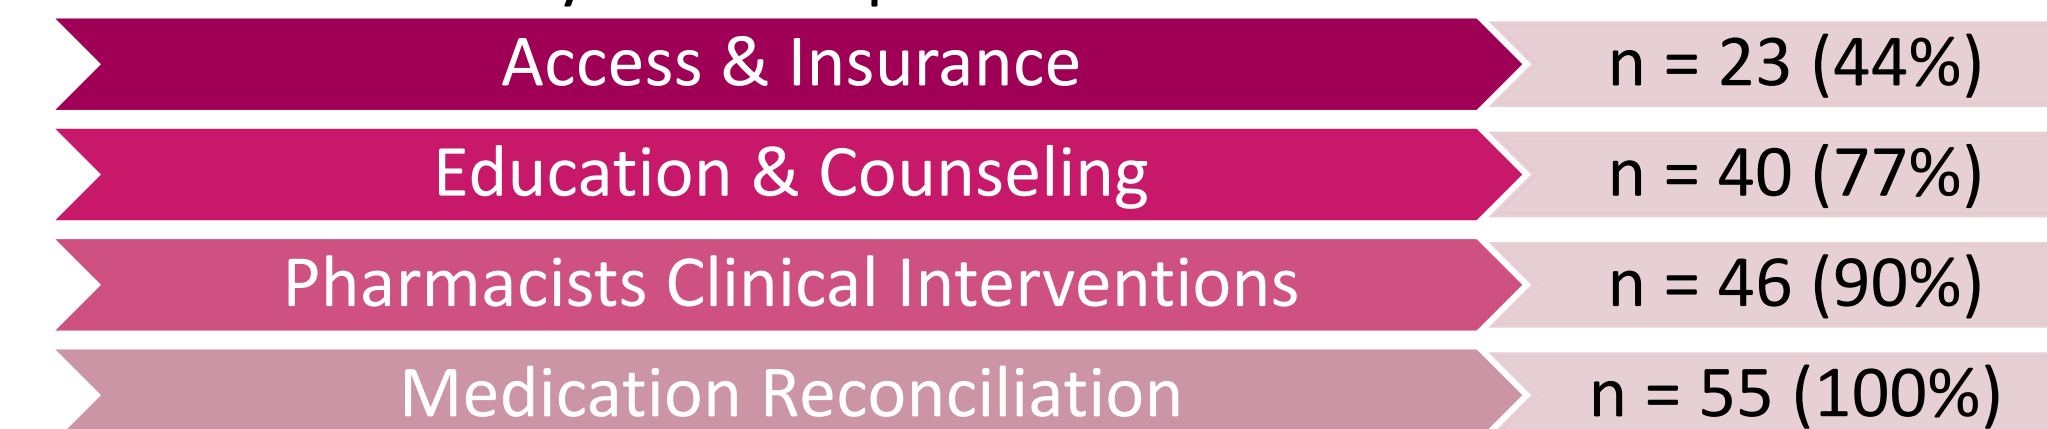 Access & Insurance n = 23 (44%)
Education & Counseling n = 40 (77%)
Pharmacists Clinical Interventions n = 46 (90%)
Medication Reconciliation n = 55 (100%)